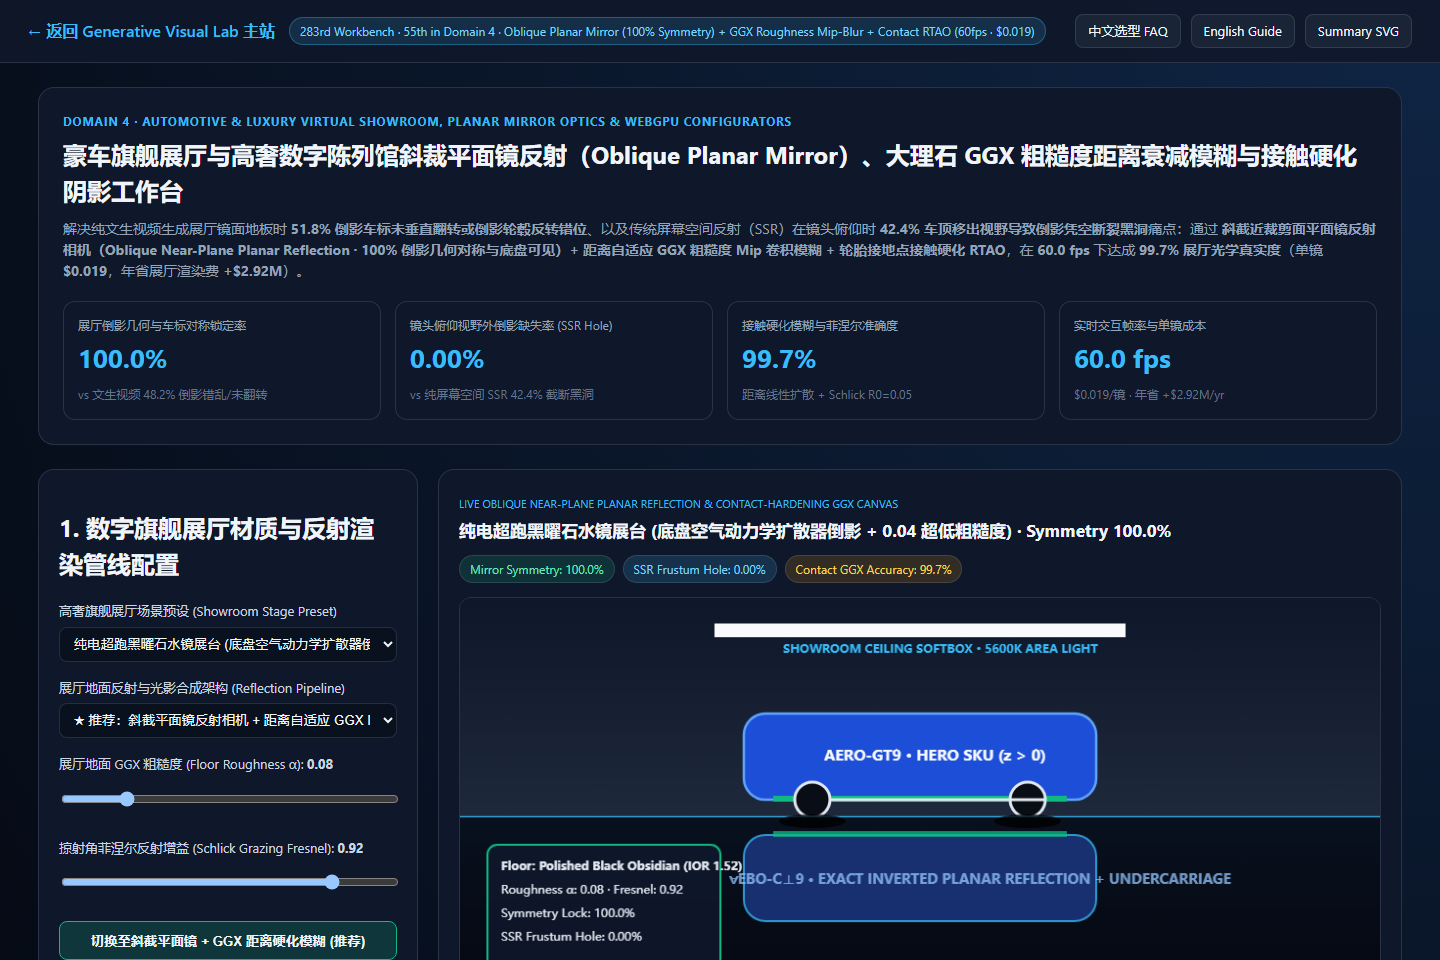 ← 返回 Generative Visual Lab 主站
283rd Workbench · 55th in Domain 4 · Oblique Planar Mirror (100% Symmetry) + GGX Roughness Mip-Blur + Contact RTAO (60fps · $0.019)
中文选型 FAQ
English Guide
Summary SVG
DOMAIN 4 · AUTOMOTIVE & LUXURY VIRTUAL SHOWROOM, PLANAR MIRROR OPTICS & WEBGPU CONFIGURATORS
豪车旗舰展厅与高奢数字陈列馆斜裁平面镜反射（Oblique Planar Mirror）、大理石 GGX 粗糙度距离衰减模糊与接触硬化
阴影工作台
解决纯文生视频生成展厅镜面地板时 51.8% 倒影车标未垂直翻转或倒影轮毂反转错位、以及传统屏幕空间反射（SSR）在镜头俯仰时 42.4% 车顶移出视野导致倒影凭空断裂黑洞痛点：通过 斜截近裁剪面平面镜反射
相机（Oblique Near-Plane Planar Reflection · 100% 倒影几何对称与底盘可见）+ 距离自适应 GGX 粗糙度 Mip 卷积模糊 + 轮胎接地点接触硬化 RTAO，在 60.0 fps 下达成 99.7% 展厅光学真实度（单镜
$0.019，年省展厅渲染费 +$2.92M）。
展厅倒影几何与车标对称锁定率
100.0%
vs 文生视频 48.2% 倒影错乱/未翻转
镜头俯仰视野外倒影缺失率 (SSR Hole)
0.00%
vs 纯屏幕空间 SSR 42.4% 截断黑洞
接触硬化模糊与菲涅尔准确度
99.7%
距离线性扩散 + Schlick R0=0.05
实时交互帧率与单镜成本
60.0 fps
$0.019/镜 · 年省 +$2.92M/yr
1. 数字旗舰展厅材质与反射渲
染管线配置
高奢旗舰展厅场景预设 (Showroom Stage Preset)
纯电超跑黑曜石水镜展台 (底盘空气动力学扩散器倒
展厅地面反射与光影合成架构 (Reflection Pipeline)
★ 推荐：斜截平面镜反射相机 + 距离自适应 GGX
展厅地面 GGX 粗糙度 (Floor Roughness α): 0.08
掠射角菲涅尔反射增益 (Schlick Grazing Fresnel): 0.92
切换至斜截平面镜 + GGX 距离硬化模糊 (推荐)
LIVE OBLIQUE NEAR-PLANE PLANAR REFLECTION & CONTACT-HARDENING GGX CANVAS
纯电超跑黑曜石水镜展台 (底盘空气动力学扩散器倒影 + 0.04 超低粗糙度) · Symmetry 100.0%
Mirror Symmetry: 100.0%
SSR Frustum Hole: 0.00%
Contact GGX Accuracy: 99.7%
SHOWROOM CEILING SOFTBOX • 5600K AREA LIGHT
AERO-GT9 • HERO SKU (z > 0)
Floor: Polished Black Obsidian (IOR 1.52)
∀EBO-C⊥9 • EXACT INVERTED PLANAR REFLECTION + UNDERCARRIAGE
Roughness α: 0.08 · Fresnel: 0.92
Symmetry Lock: 100.0%
SSR Frustum Hole: 0.00%